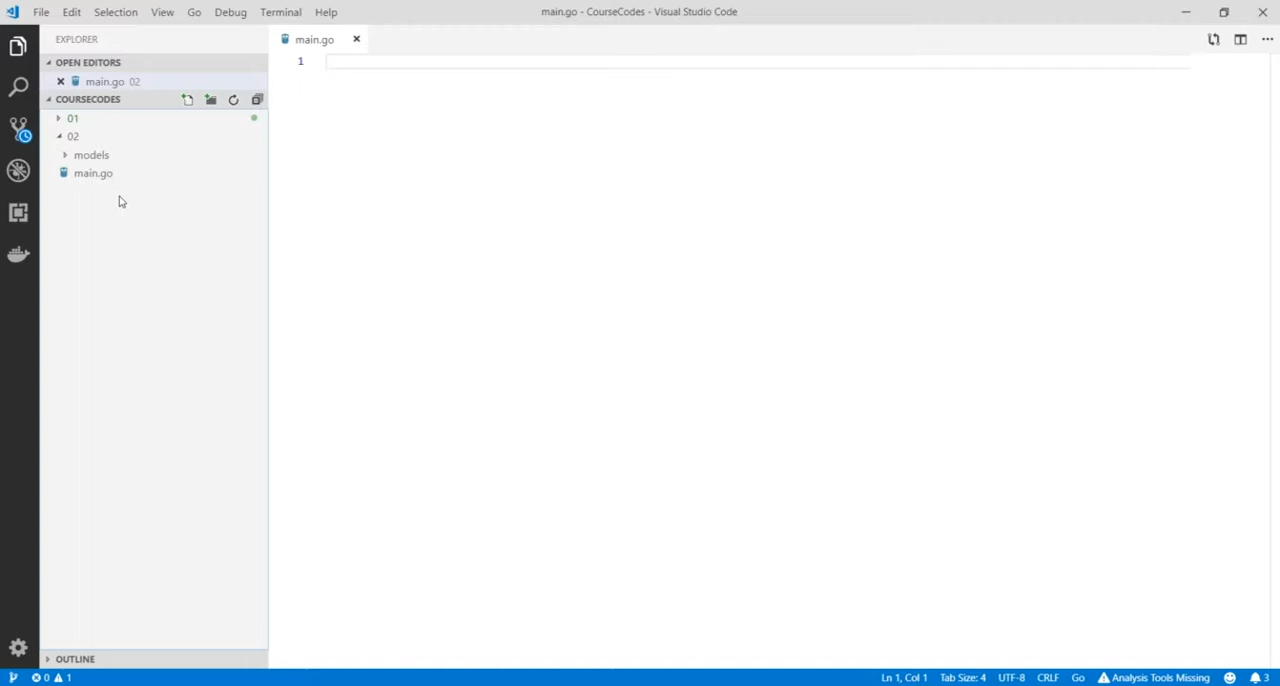 File Edit Selection View Go Debug Terminal Help
main.go - CourseCodes - Visual Studio Code
EXPLORER
OPEN EDITORS
main.go 02
COURSECODES
01
02
models
main.go
OUTLINE
main.go
1
0 1
Ln 1, Col 1 Tab Size: 4 UTF-8 CRLF Go Analysis Tools Missing 3